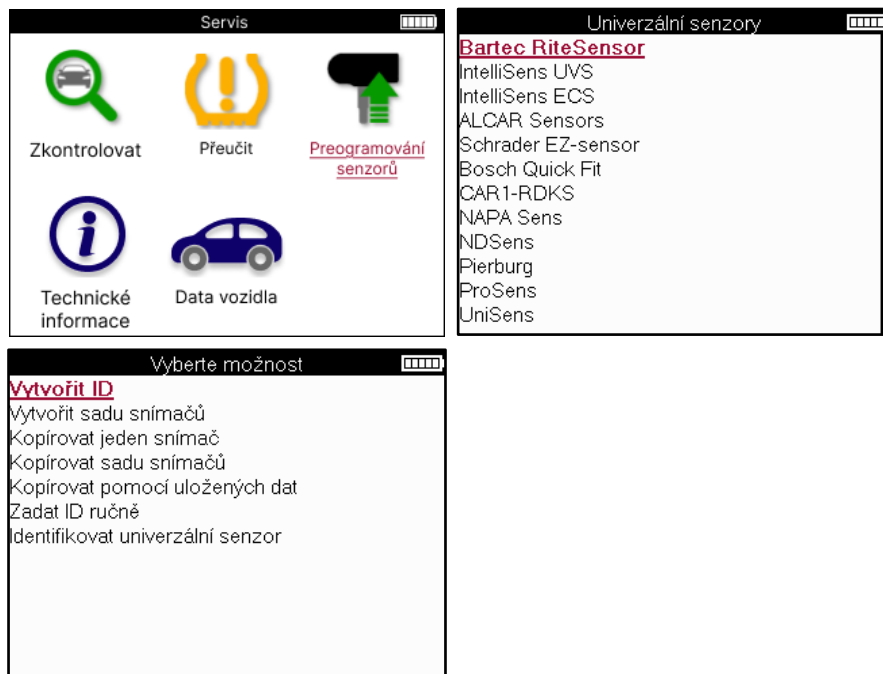 Servis
Zkontrolovat
Přeučit
Preogramování
senzorů
Technické
informace
Data vozidla
Univerzální senzory
Bartec RiteSensor
IntelliSens UVS
IntelliSens ECS
ALCAR Sensors
Schrader EZ-sensor
Bosch Quick Fit
CAR1-RDKS
NAPA Sens
NDSens
Pierburg
ProSens
UniSens
Vyberte možnost
Vytvořit ID
Vytvořit sadu snímačů
Kopírovat jeden snímač
Kopírovat sadu snímačů
Kopírovat pomocí uložených dat
Zadat ID ručně
Identifikovat univerzální senzor